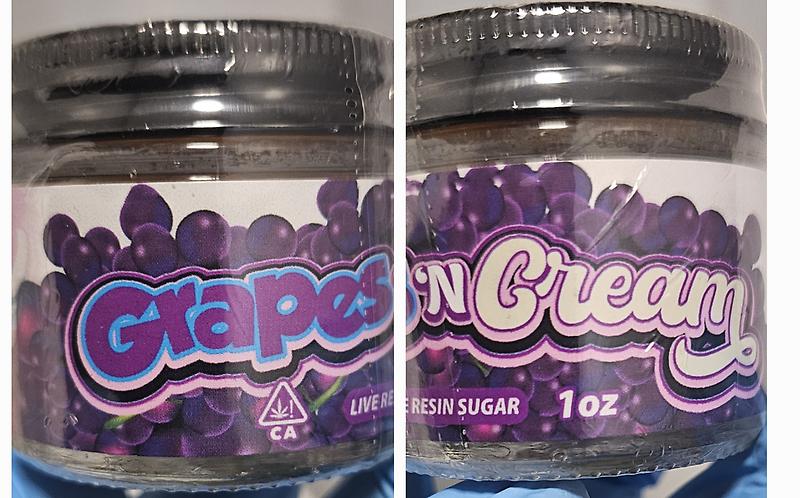 Grapes
'N Cream
CA
LIVE RE
E RESIN SUGAR
1oz